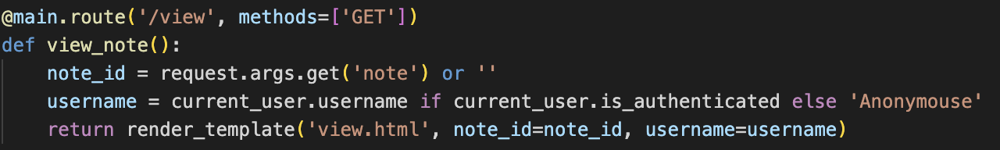 @main.route('/view', methods=['GET'])
def view_note():
    note_id = request.args.get('note') or ''
    username = current_user.username if current_user.is_authenticated else 'Anonymouse'
    return render_template('view.html', note_id=note_id, username=username)